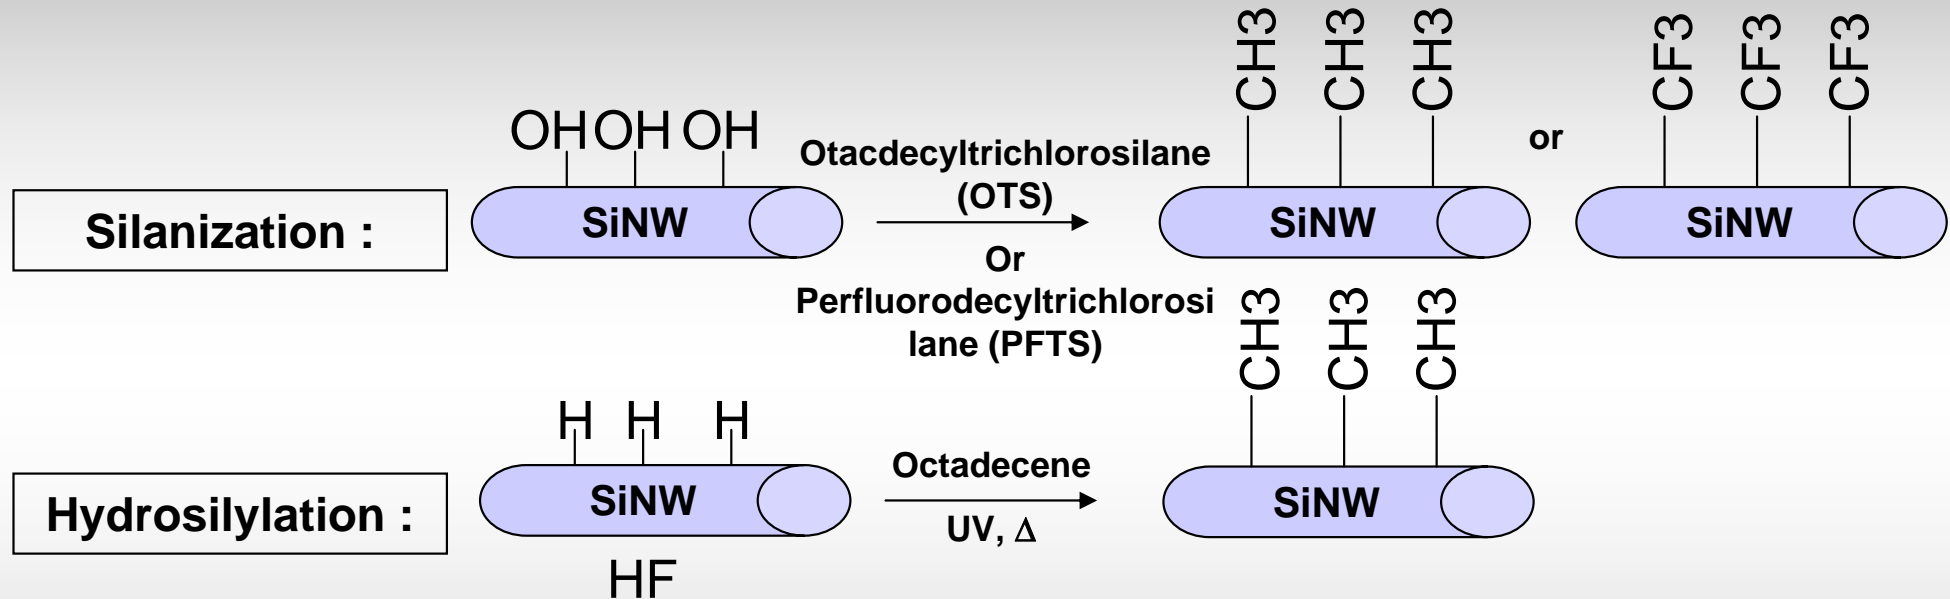 CH3 CH3 CH3
CF3 CF3 CF3
OH OH OH
or
Otacdecyltrichlorosilane
(OTS)
Silanization :
SiNW
SiNW
SiNW
Or
Perfluorodecyltrichlorosi
lane (PFTS)
CH3 CH3 CH3
H H H
Octadecene
Hydrosilylation :
SiNW
SiNW
UV, Δ
HF